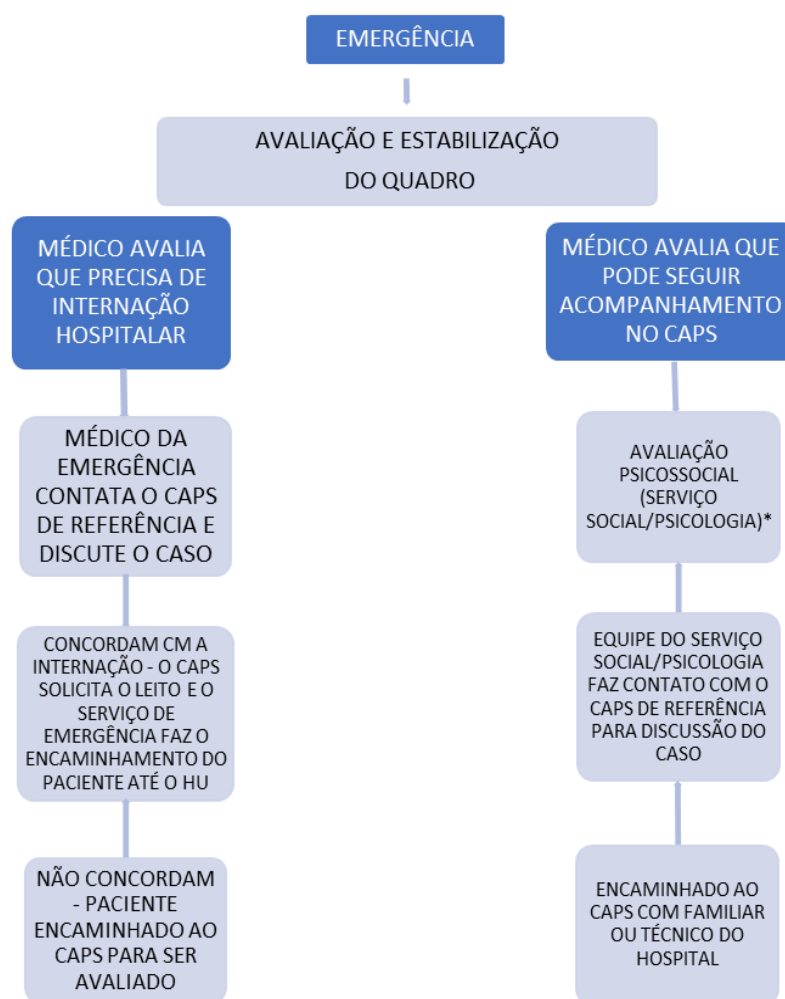 EMERGÊNCIA
AVALIAÇÃO E ESTABILIZAÇÃO
DO QUADRO
MÉDICO AVALIA
QUE PRECISA DE
INTERNAÇÃO
HOSPITALAR
MÉDICO DA
EMERGÊNCIA
CONTATA O CAPS
DE REFERÊNCIA E
DISCUTE O CASO
CONCORDAM CM A
INTERNAÇÃO - O CAPS
SOLICITA O LEITO E O
SERVIÇO DE
EMERGÊNCIA FAZ O
ENCAMINHAMENTO DO
PACIENTE ATÉ O HU
NÃO CONCORDAM
- PACIENTE
ENCAMINHADO AO
CAPS PARA SER
AVALIADO
MÉDICO AVALIA QUE
PODE SEGUIR
ACOMPANHAMENTO
NO CAPS
AVALIAÇÃO
PSICOSSOCIAL
(SERVIÇO
SOCIAL/PSICOLOGIA)*
EQUIPE DO SERVIÇO
SOCIAL/PSICOLOGIA
FAZ CONTATO COM O
CAPS DE REFERÊNCIA
PARA DISCUSSÃO DO
CASO
ENCAMINHADO AO
CAPS COM FAMILIAR
OU TÉCNICO DO
HOSPITAL